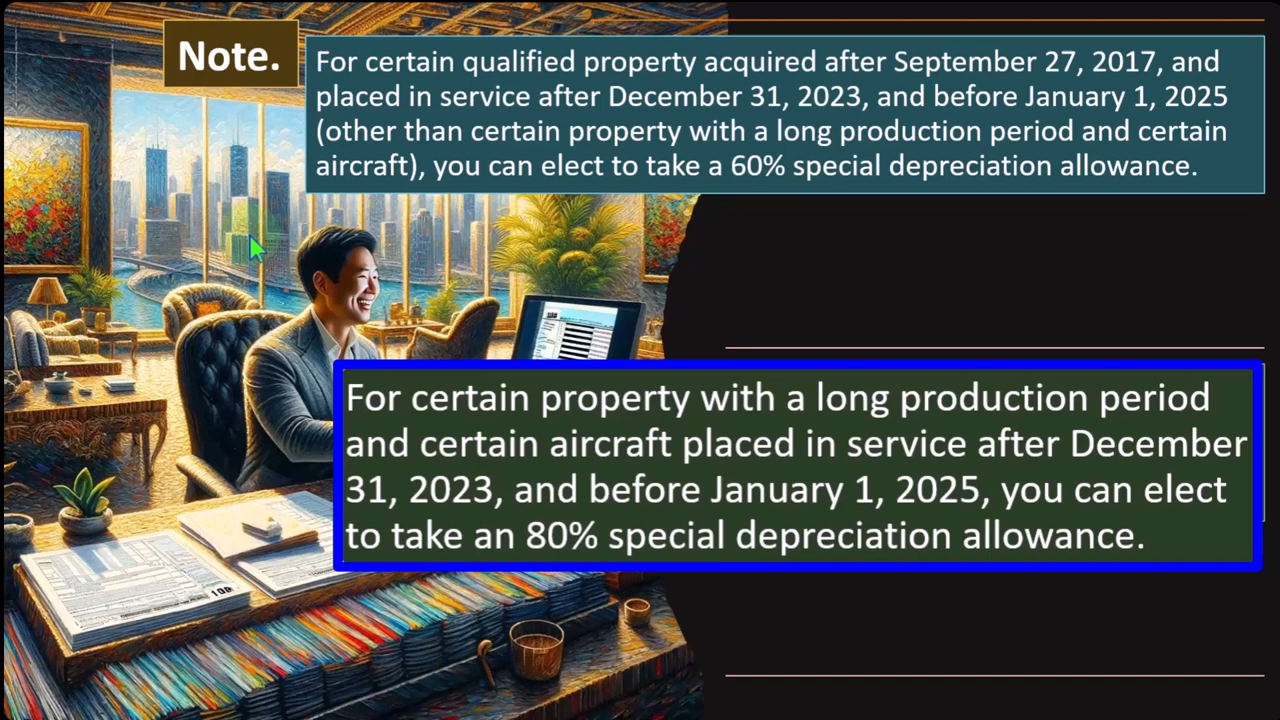 Note.
For certain qualified property acquired after September 27, 2017, and
placed in service after December 31, 2023, and before January 1, 2025
(other than certain property with a long production period and certain
aircraft), you can elect to take a 60% special depreciation allowance.
For certain property with a long production period
and certain aircraft placed in service after December
31, 2023, and before January 1, 2025, you can elect
to take an 80% special depreciation allowance.